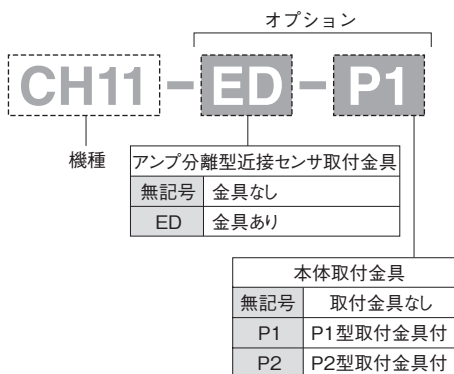 オプション
CH11-ED-P1
機種
アンプ分離型近接センサ取付金具
無記号 金具なし
ED 金具あり
本体取付金具
無記号 取付金具なし
P1 P1型取付金具付
P2 P2型取付金具付